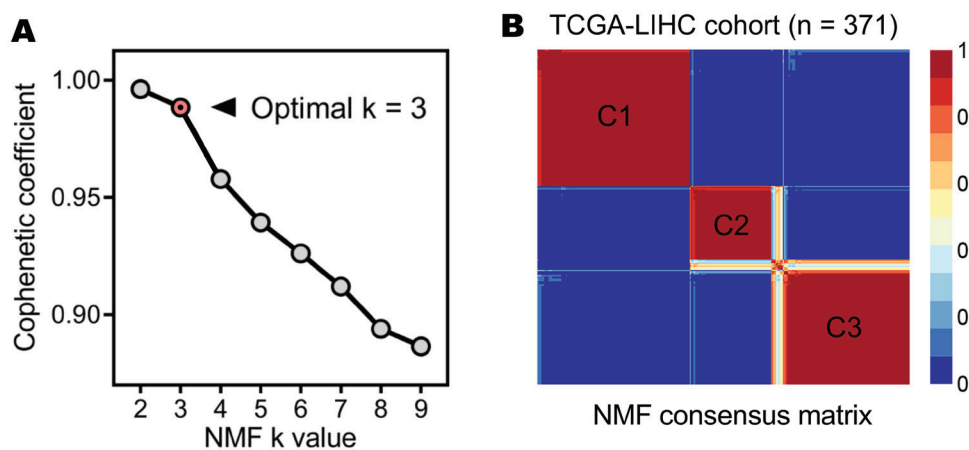 A
Cophenetic coefficient
1.00
0.95
0.90
Optimal k = 3
2 3 4 5 6 7 8 9
NMF k value
B
TCGA-LIHC cohort (n = 371)
C1
C2
C3
1
0
0
0
0
0
NMF consensus matrix